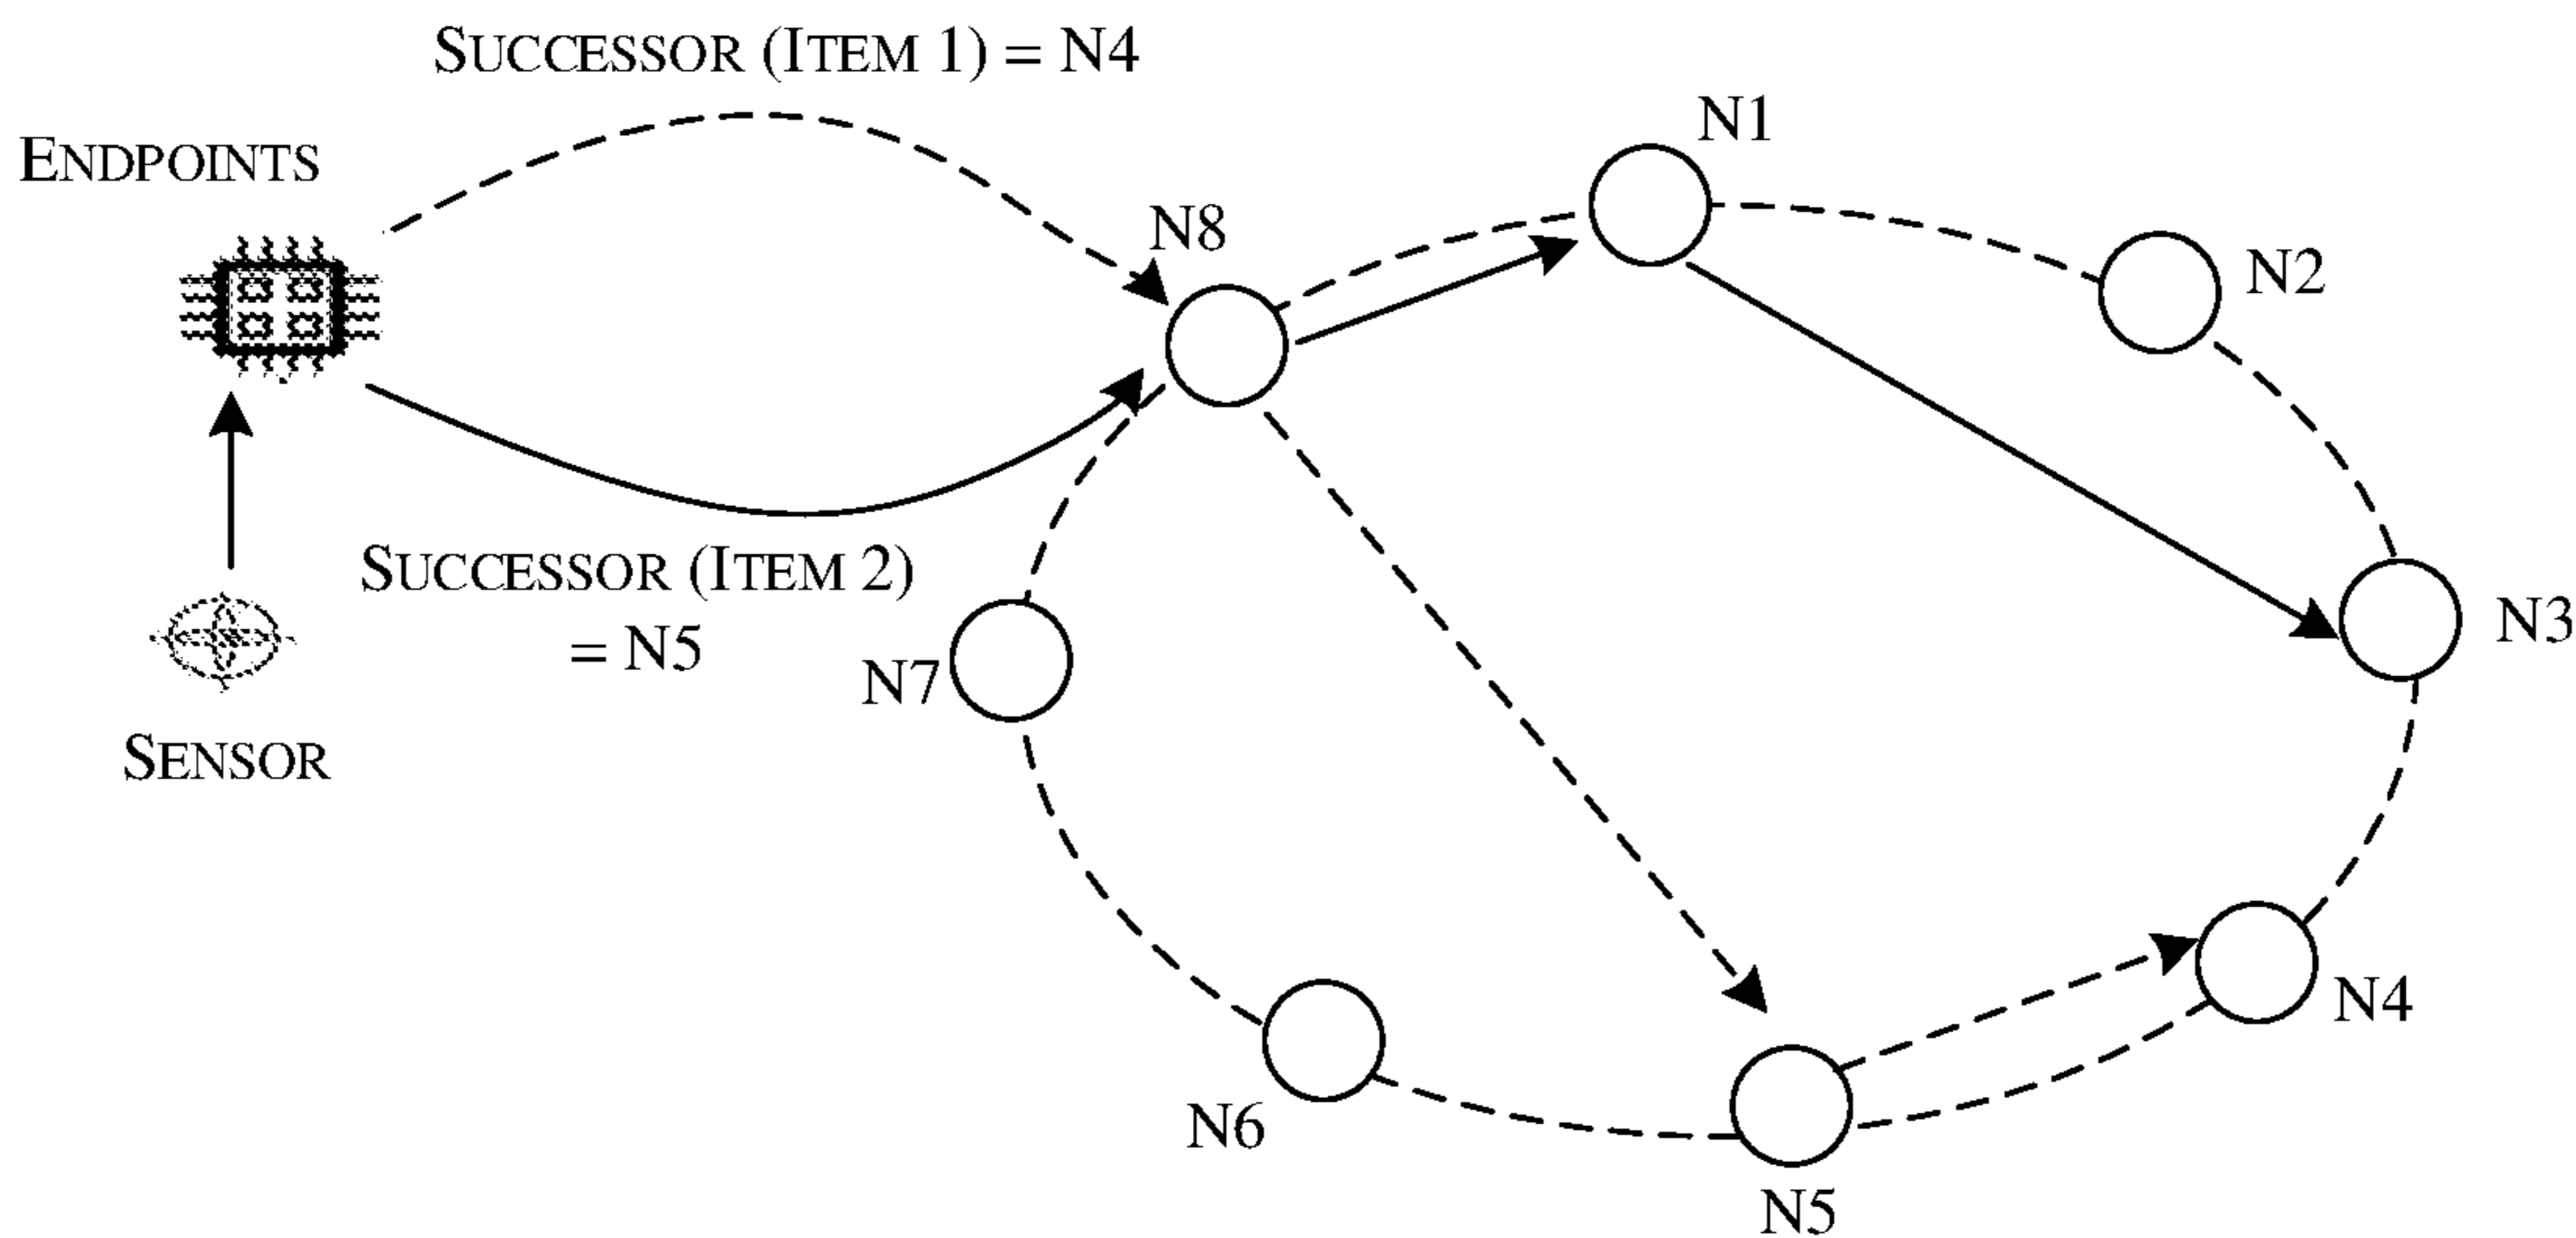 SUCCESSOR (ITEM 1) = N4
ENDPOINTS
N1
N8
N2
SUCCESSOR (ITEM 2)
= N5
N3
N7
SENSOR
N4
N6
N5